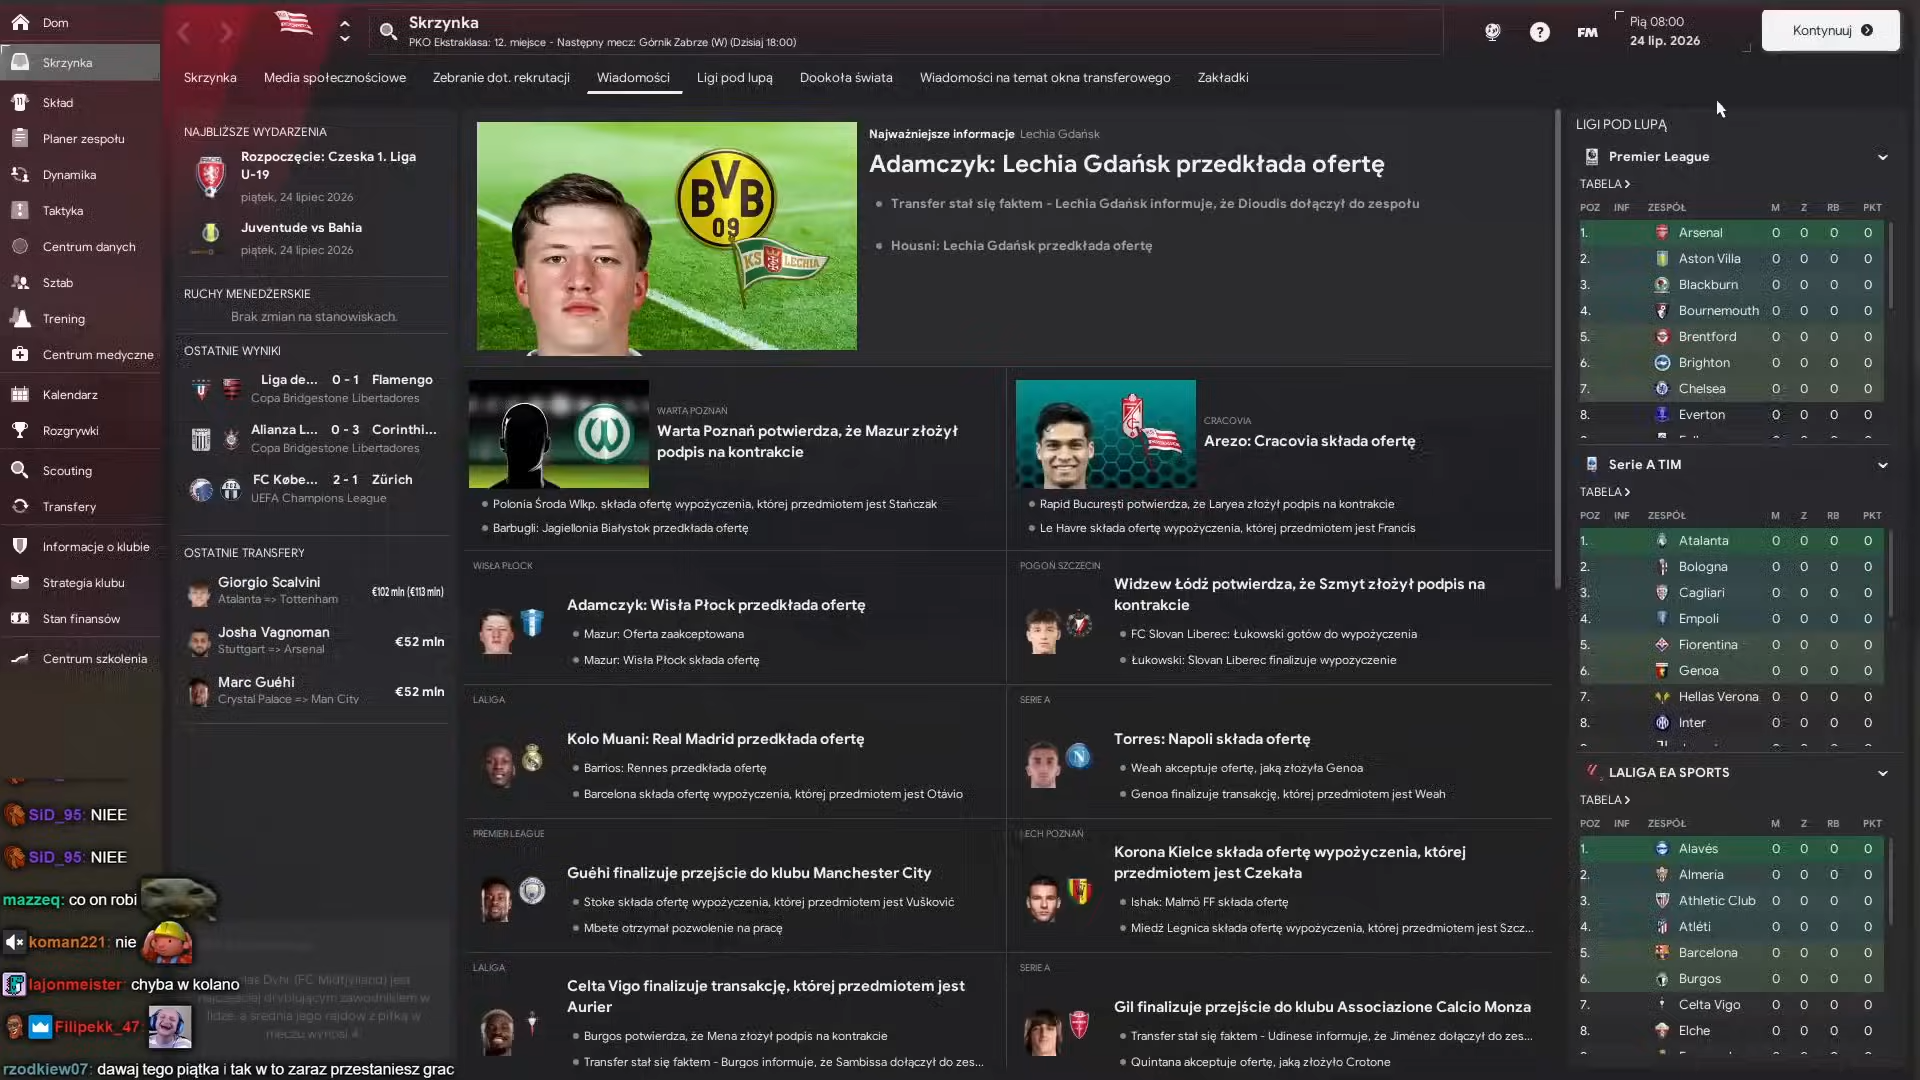 Dom
Skrzynka
Skład
Planer zespołu
Dynamika
Taktyka
Centrum danych
Sztab
Trening
Centrum medyczne
Kalendarz
Rozgrywki
Scouting
Transfery
Informacje o klubie
Strategia klubu
Stan finansów
Centrum szkolenia
Skrzynka
PKO Ekstraklasa: 12. miejsce - Następny mecz: Górnik Zabrze (W) (Dzisiaj 18:00)
FM
Pią 08:00
24 lip. 2026
Kontynuuj
Skrzynka
Media społecznościowe
Zebranie dot. rekrutacji
Wiadomości
Ligi pod lupą
Dookoła świata
Wiadomości na temat okna transferowego
Zakładki
NAJBLIŻSZE WYDARZENIA
Rozpoczęcie: Czeska 1. Liga
U-19
piątek, 24 lipiec 2026
Juventude vs Bahia
piątek, 24 lipiec 2026
RUCHY MENEDŻERSKIE
Brak zmian na stanowiskach.
OSTATNIE WYNIKI
Liga de... 0 - 1 Flamengo
Copa Bridgestone Libertadores
Alianza L... 0 - 3 Corinthi...
Copa Bridgestone Libertadores
FC Købe... 2 - 1 Zürich
UEFA Champions League
OSTATNIE TRANSFERY
Giorgio Scalvini €102 mln (€113 mln)
Atalanta => Tottenham
Josha Vagnoman €52 mln
Stuttgart => Arsenal
Marc Guéhi €52 mln
Crystal Palace => Man City
BVB
09
KS LECHIA
Najważniejsze informacje Lechia Gdańsk
Adamczyk: Lechia Gdańsk przedkłada ofertę
Transfer stał się faktem - Lechia Gdańsk informuje, że Dioudis dołączył do zespołu
Housni: Lechia Gdańsk przedkłada ofertę
WARTA POZNAŃ
Warta Poznań potwierdza, że Mazur złożył
podpis na kontrakcie
Polonia Środa Wlkp. składa ofertę wypożyczenia, której przedmiotem jest Stańczak
Barbugli: Jagiellonia Białystok przedkłada ofertę
CRACOVIA
Arezo: Cracovia składa ofertę
Rapid București potwierdza, że Laryea złożył podpis na kontrakcie
Le Havre składa ofertę wypożyczenia, której przedmiotem jest Francis
WISŁA PŁOCK
Adamczyk: Wisła Płock przedkłada ofertę
Mazur: Oferta zaakceptowana
Mazur: Wisła Płock składa ofertę
POGOŃ SZCZECIN
Widzew Łódź potwierdza, że Szmyt złożył podpis na
kontrakcie
FC Slovan Liberec: Łukowski gotów do wypożyczenia
Łukowski: Slovan Liberec finalizuje wypożyczenie
LALIGA
Kolo Muani: Real Madrid przedkłada ofertę
Barrios: Rennes przedkłada ofertę
Barcelona składa ofertę wypożyczenia, której przedmiotem jest Otávio
SERIE A
Torres: Napoli składa ofertę
Weah akceptuje ofertę, jaką złożyła Genoa
Genoa finalizuje transakcję, której przedmiotem jest Weah
PREMIER LEAGUE
Guéhi finalizuje przejście do klubu Manchester City
Stoke składa ofertę wypożyczenia, której przedmiotem jest Vušković
Mbete otrzymał pozwolenie na pracę
LECH POZNAŃ
Korona Kielce składa ofertę wypożyczenia, której
przedmiotem jest Czekała
Ishak: Malmö FF składa ofertę
Miedź Legnica składa ofertę wypożyczenia, której przedmiotem jest Szcz...
LALIGA
Celta Vigo finalizuje transakcję, której przedmiotem jest
Aurier
Burgos potwierdza, że Mena złożył podpis na kontrakcie
Transfer stał się faktem - Burgos informuje, że Sambissa dołączył do zes...
SERIE A
Gil finalizuje przejście do klubu Associazione Calcio Monza
Transfer stał się faktem - Udinese informuje, że Jiménez dołączył do zes...
Quintana akceptuje ofertę, jaką złożyło Crotone
LIGI POD LUPĄ
Premier League
TABELA
POZ INF ZESPÓŁ M Z RB PKT
1. Arsenal 0 0 0 0
2. Aston Villa 0 0 0 0
3. Blackburn 0 0 0 0
4. Bournemouth 0 0 0 0
5. Brentford 0 0 0 0
6. Brighton 0 0 0 0
7. Chelsea 0 0 0 0
8. Everton 0 0 0 0
Serie A TIM
TABELA
POZ INF ZESPÓŁ M Z RB PKT
1. Atalanta 0 0 0 0
2. Bologna 0 0 0 0
3. Cagliari 0 0 0 0
4. Empoli 0 0 0 0
5. Fiorentina 0 0 0 0
6. Genoa 0 0 0 0
7. Hellas Verona 0 0 0 0
8. Inter 0 0 0 0
LALIGA EA SPORTS
TABELA
POZ INF ZESPÓŁ M Z RB PKT
1. Alavés 0 0 0 0
2. Almería 0 0 0 0
3. Athletic Club 0 0 0 0
4. Atléti 0 0 0 0
5. Barcelona 0 0 0 0
6. Burgos 0 0 0 0
7. Celta Vigo 0 0 0 0
8. Elche 0 0 0 0
SiD_95: NIEE
SiD_95: NIEE
mazzeq: co on robi
koman221: nie
lajonmeister: chyba w kolano
Filipekk_47:
rzodkiew07: dawaj tego piątka i tak w to zaraz przestaniesz grac
(FC Midtjylland) jest
najczęściej dryblującym zawodnikiem w
lidze, a średnia jego rajdów z piłką w
meczu wynosi 4.